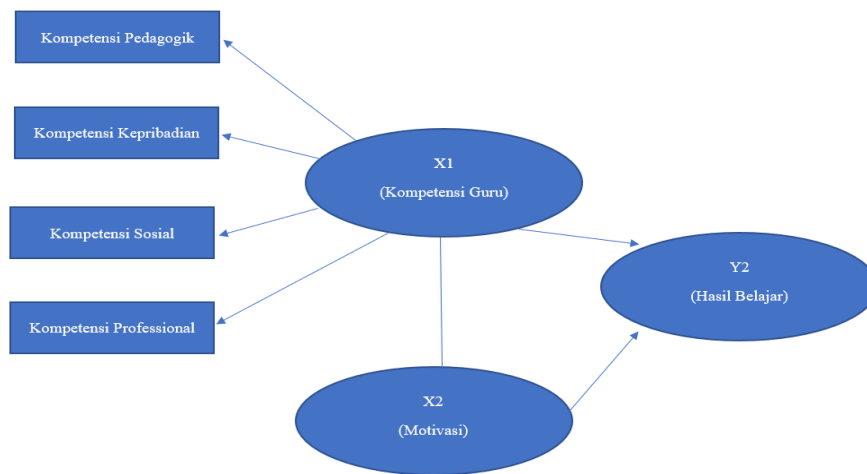 Kompetensi Pedagogik
Kompetensi Kepribadian
Kompetensi Sosial
Kompetensi Professional
X1
(Kompetensi Guru)
X2
(Motivasi)
Y2
(Hasil Belajar)